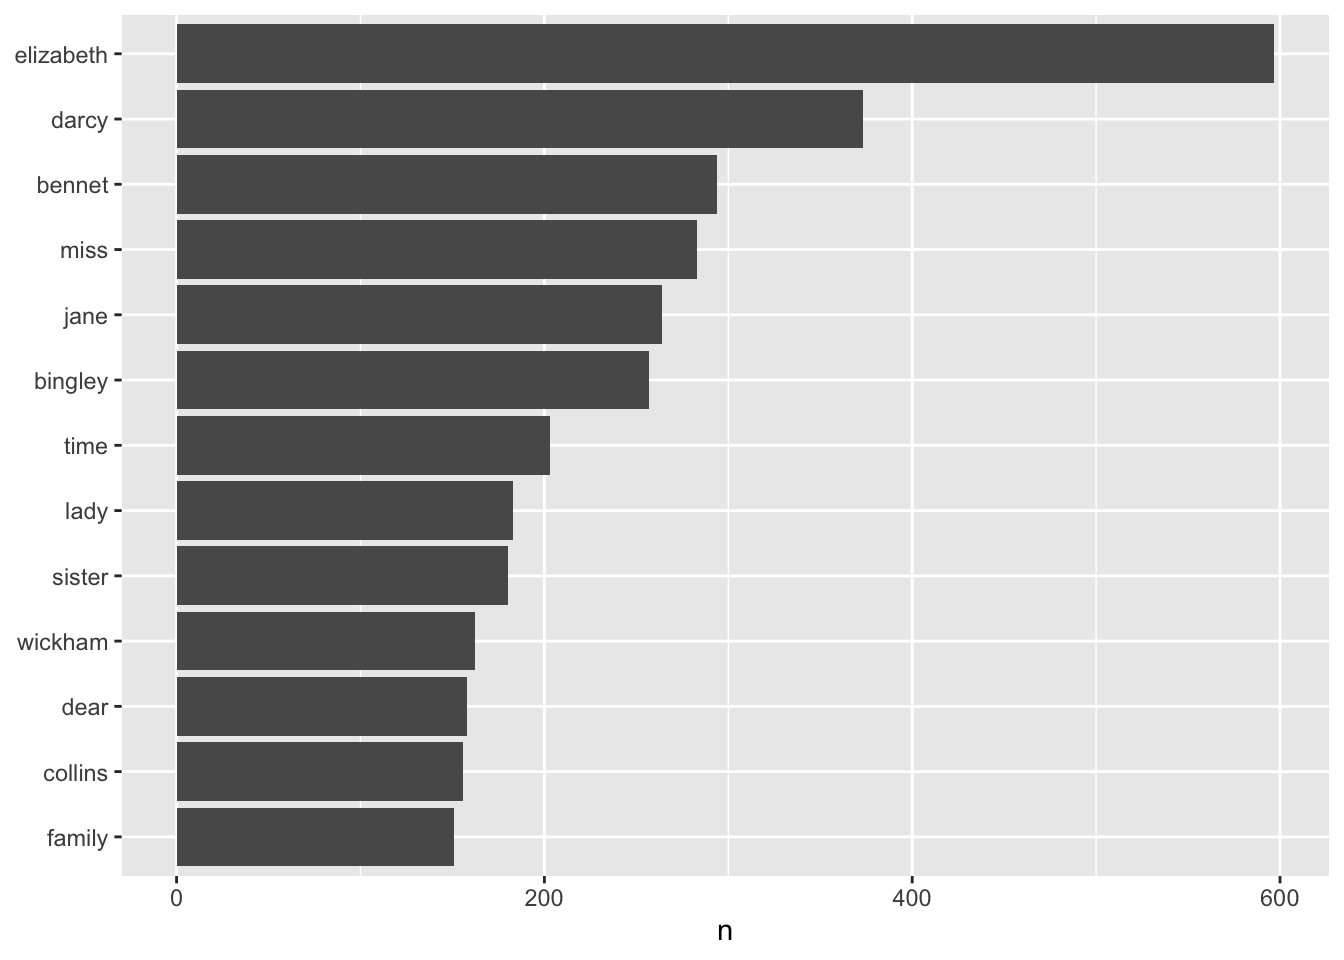 elizabeth
darcy
bennet
miss
jane
bingley
time
lady
sister
wickham
dear
collins
family
0 200 400 600
n